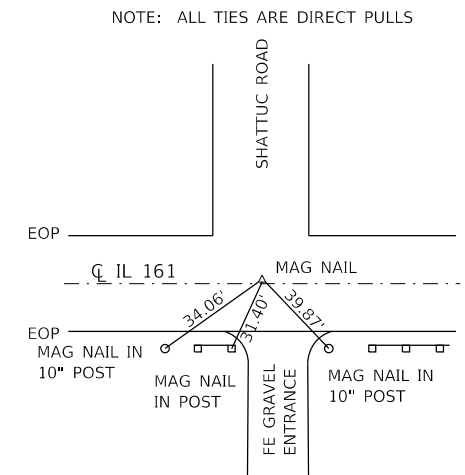 NOTE: ALL TIES ARE DIRECT PULLS
SHATTUC ROAD
EOP
℄ IL 161
MAG NAIL
34.06'
31.40'
39.87'
EOP
MAG NAIL IN
10" POST
MAG NAIL
IN POST
FE GRAVEL
ENTRANCE
MAG NAIL IN
10" POST